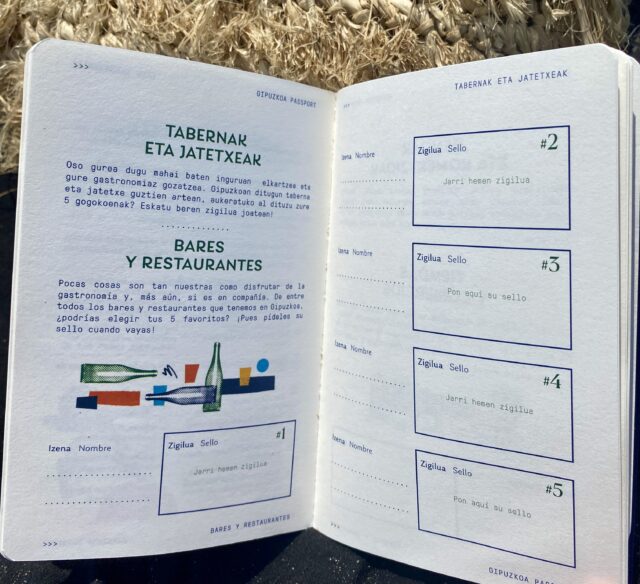 >>>
GIPUZKOA PASSPORT
TABERNAK
ETA JATETXEAK
Oso gurea dugu mahai baten inguruan elkartzea eta
gure gastronomiaz gozatzea. Gipuzkoan ditugun taberna
eta jatetxe guztien artean, aukeratuko al dituzu zure
5 gogokoenak? Eskatu beren zigilua joatean!
BARES
Y RESTAURANTES
Pocas cosas son tan nuestras como disfrutar de la
gastronomía y, más aún, si es en compañía. De entre
todos los bares y restaurantes que tenemos en Gipuzkoa,
¿podrías elegir tus 5 favoritos? ¡Pues pídeles su
sello cuando vayas!
Izena Nombre
Zigilua Sello #1
Jarri hemen zigilua
>>>
BARES Y RESTAURANTES
>>>
TABERNAK ETA JATETXEAK
Izena Nombre
Zigilua Sello #2
Jarri hemen zigilua
Izena Nombre
Zigilua Sello #3
Pon aquí su sello
Izena Nombre
Zigilua Sello #4
Jarri hemen zigilua
Izena Nombre
Zigilua Sello #5
Pon aquí su sello
>>>
GIPUZKOA